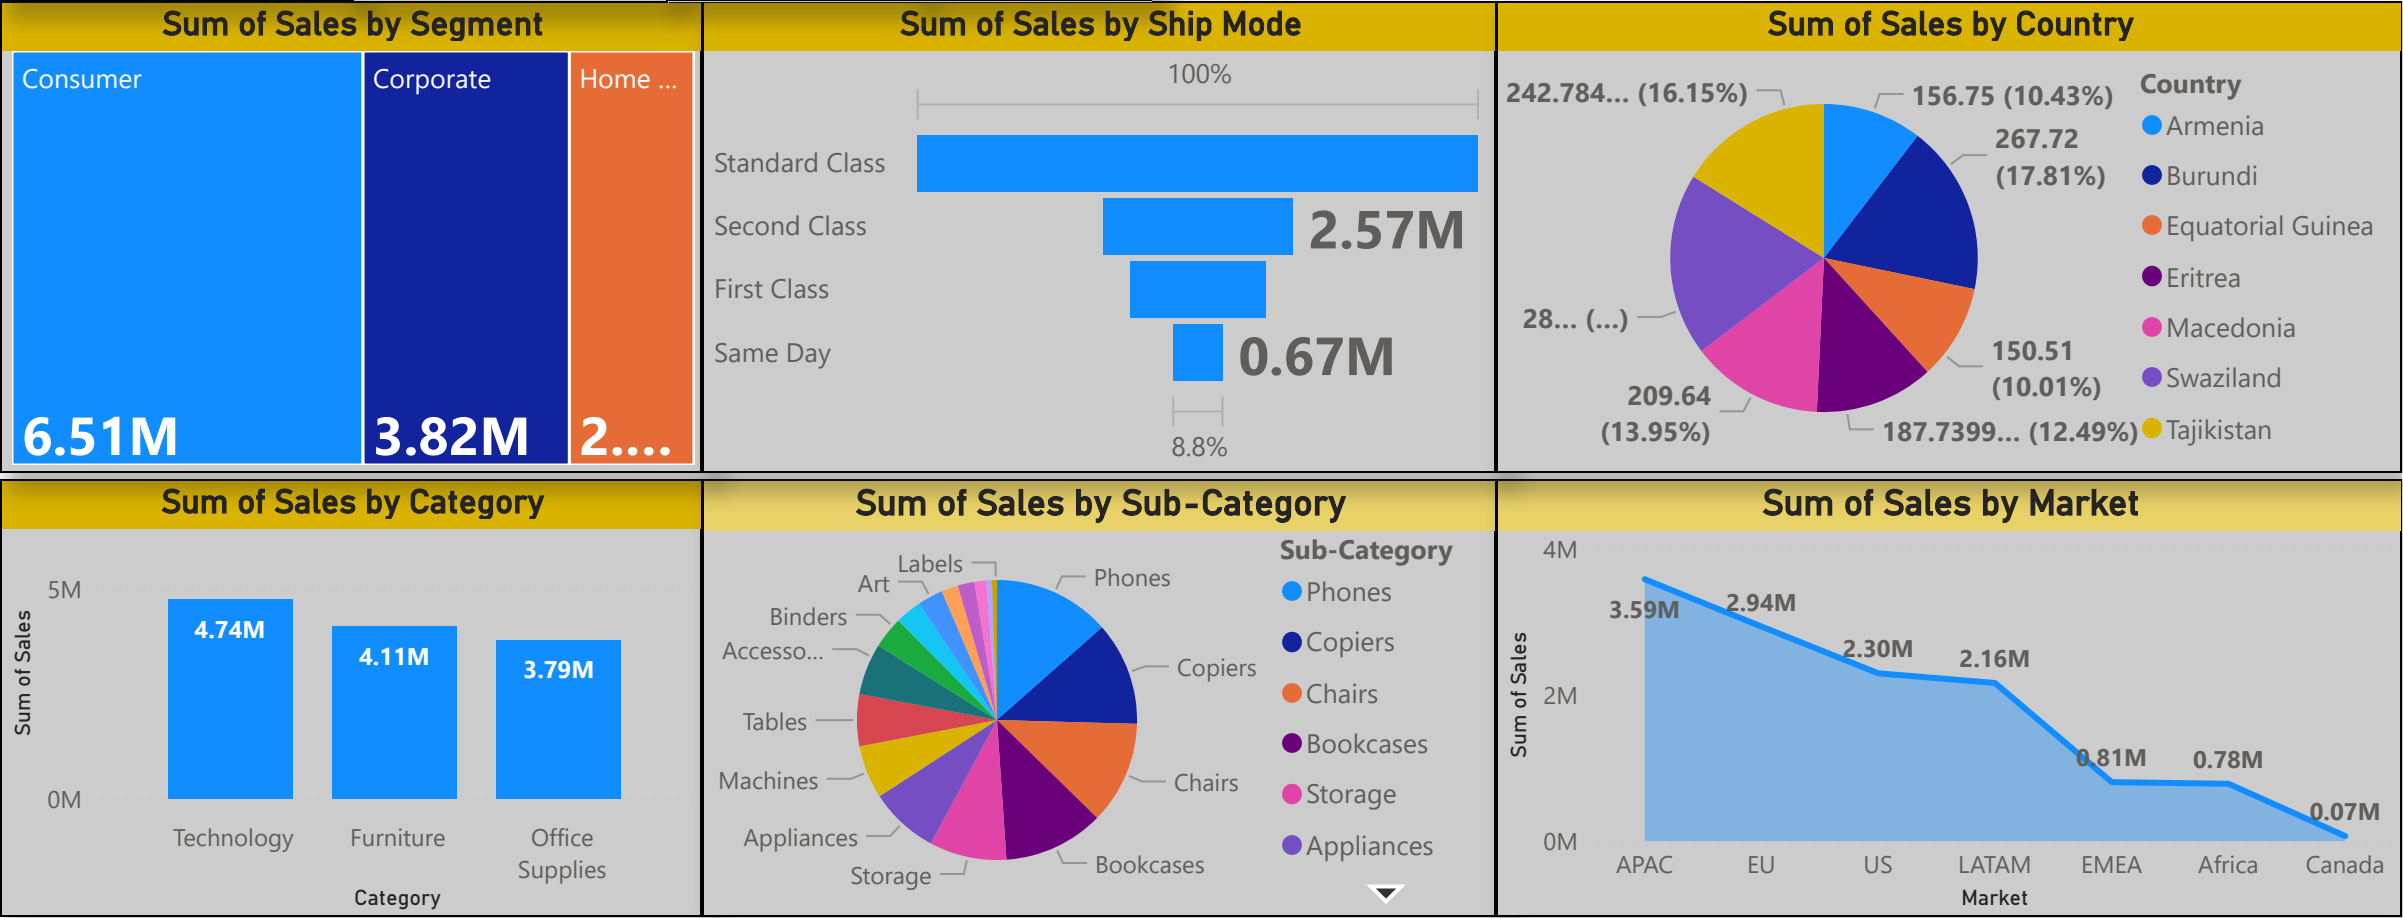 Sum of Sales by Segment
Consumer
Corporate
Home ...
6.51M
3.82M
2....
Sum of Sales by Ship Mode
100%
Standard Class
Second Class
2.57M
First Class
Same Day
0.67M
8.8%
Sum of Sales by Country
242.784... (16.15%)
156.75 (10.43%)
267.72
(17.81%)
28... (...)
150.51
(10.01%)
209.64
(13.95%)
187.7399... (12.49%)
Country
Armenia
Burundi
Equatorial Guinea
Eritrea
Macedonia
Swaziland
Tajikistan
Sum of Sales by Category
Sum of Sales
5M
0M
4.74M
4.11M
3.79M
Technology
Furniture
Office
Supplies
Category
Sum of Sales by Sub-Category
Labels
Art
Binders
Accesso...
Tables
Machines
Appliances
Storage
Phones
Copiers
Chairs
Bookcases
Sub-Category
Phones
Copiers
Chairs
Bookcases
Storage
Appliances
Sum of Sales by Market
Sum of Sales
4M
2M
0M
3.59M
2.94M
2.30M
2.16M
0.81M
0.78M
0.07M
APAC
EU
US
LATAM
EMEA
Africa
Canada
Market